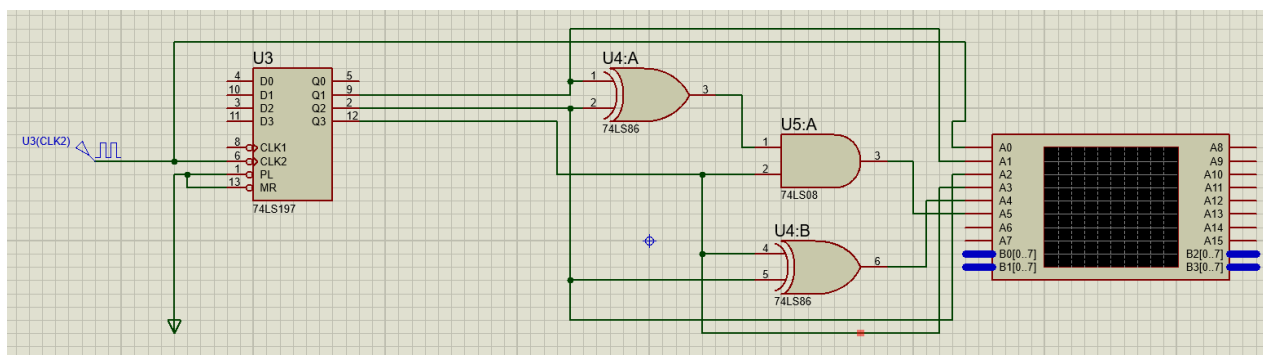 U3
4 D0 Q0 5
10 D1 Q1 9
3 D2 Q2 2
11 D3 Q3 12
8 CLK1
6 CLK2
1 PL
13 MR
74LS197
U3(CLK2)
U4:A
1
2
3
74LS86
U5:A
1
2
3
74LS08
U4:B
4
5
6
74LS86
A0 A8
A1 A9
A2 A10
A3 A11
A4 A12
A5 A13
A6 A14
A7 A15
B0[0..7] B2[0..7]
B1[0..7] B3[0..7]